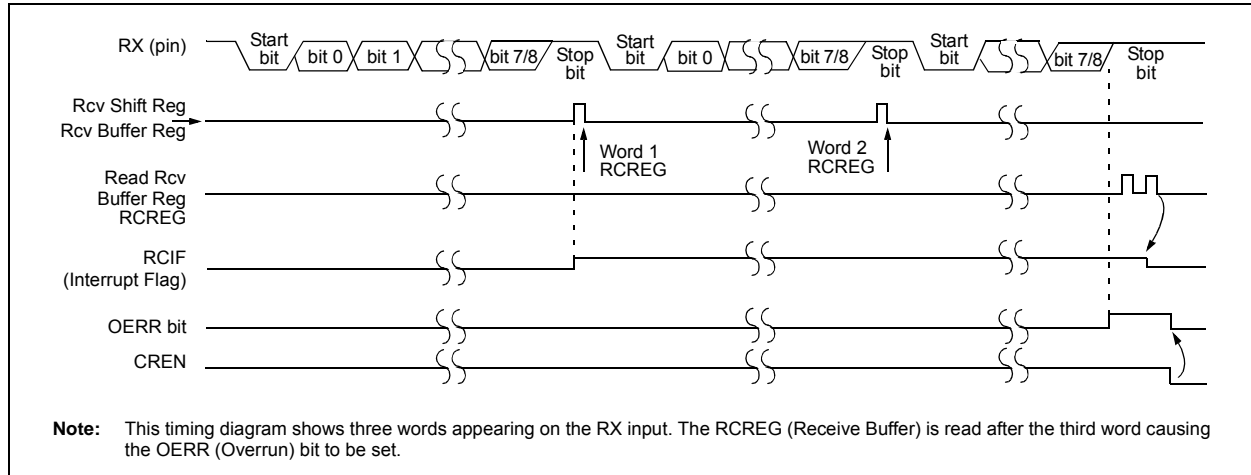 RX (pin)
Start bit
bit 0
bit 1
bit 7/8
Stop bit
Start bit
bit 0
bit 7/8
Stop bit
Start bit
bit 7/8
Stop bit
Rcv Shift Reg
Rcv Buffer Reg
Word 1
RCREG
Word 2
RCREG
Read Rcv
Buffer Reg
RCREG
RCIF
(Interrupt Flag)
OERR bit
CREN
Note: This timing diagram shows three words appearing on the RX input. The RCREG (Receive Buffer) is read after the third word causing
the OERR (Overrun) bit to be set.